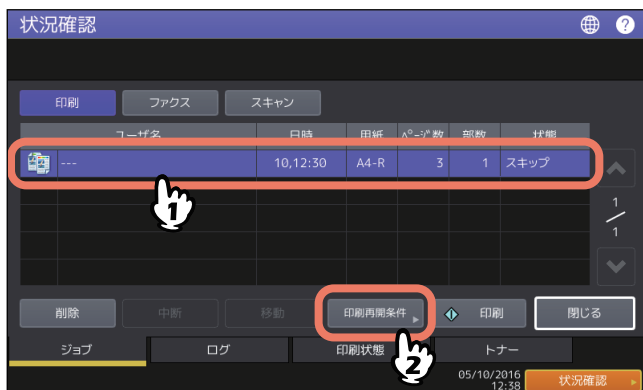 状況確認
?
印刷 ファクス スキャン
ユーザ名 日時 用紙 ページ数 部数 状態
--- 10,12:30 A4-R 3 1 スキップ
1
1
1
削除 中断 移動 印刷再開条件 印刷 閉じる
2
ジョブ ログ 印刷状態 トナー
05/10/2016
12:38
状況確認